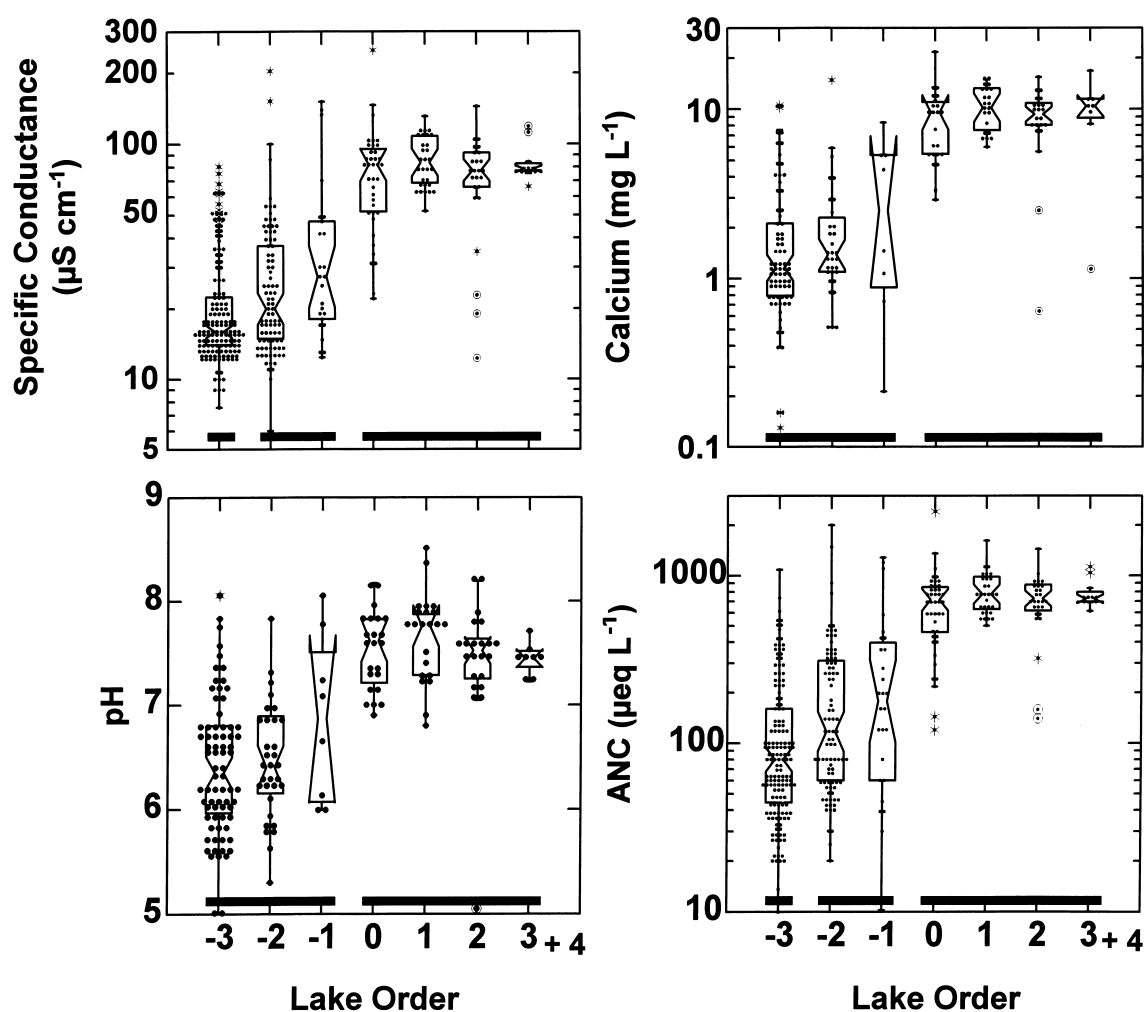 300
200
100
50
10
5
Specific Conductance
(µS cm⁻¹)
30
10
1
0.1
Calcium (mg L⁻¹)
9
8
7
6
5
pH
-3 -2 -1 0 1 2 3 + 4
Lake Order
1000
100
10
ANC (µeq L⁻¹)
-3 -2 -1 0 1 2 3 + 4
Lake Order